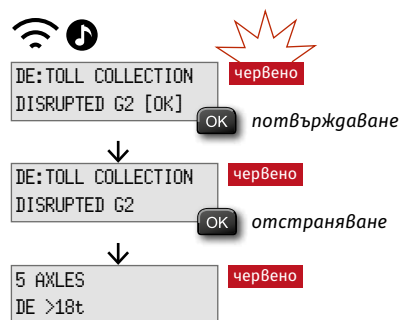 червено
DE:TOLL COLLECTION
DISRUPTED G2 [OK]
OK потвърждаване
DE:TOLL COLLECTION
червено
DISRUPTED G2
OK отстраняване
5 AXLES
червено
DE >18t